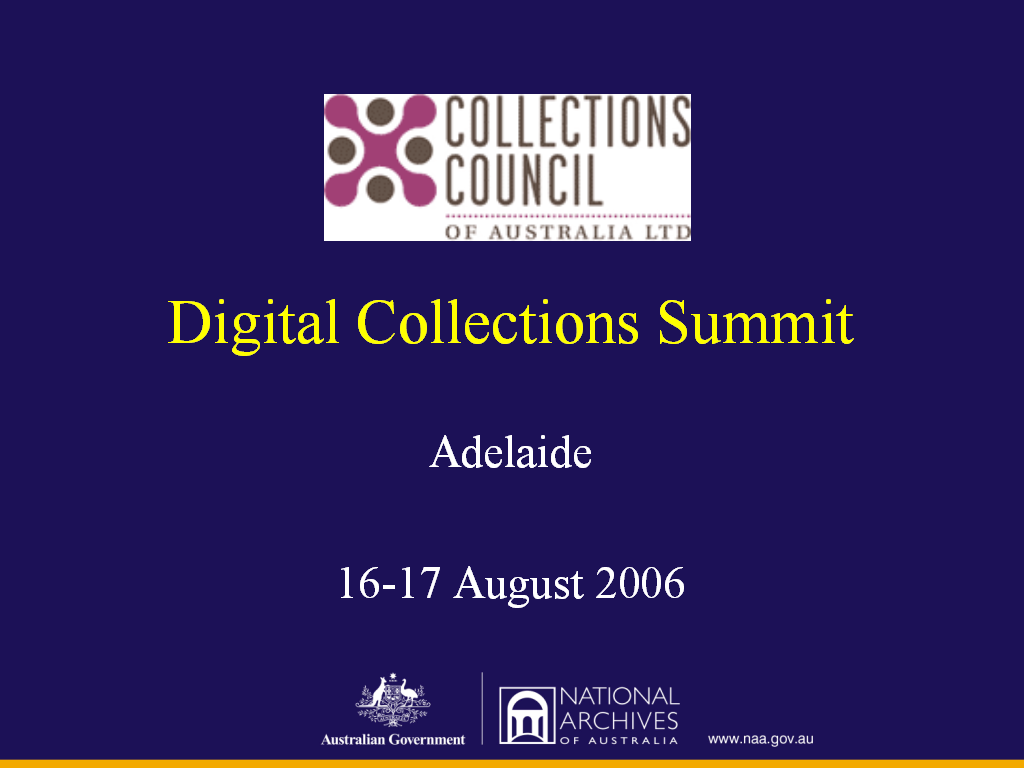 COLLECTIONS
COUNCIL
OF AUSTRALIA LTD
Digital Collections Summit
Adelaide
16-17 August 2006
Australian Government
NATIONAL
ARCHIVES
OF AUSTRALIA
www.naa.gov.au